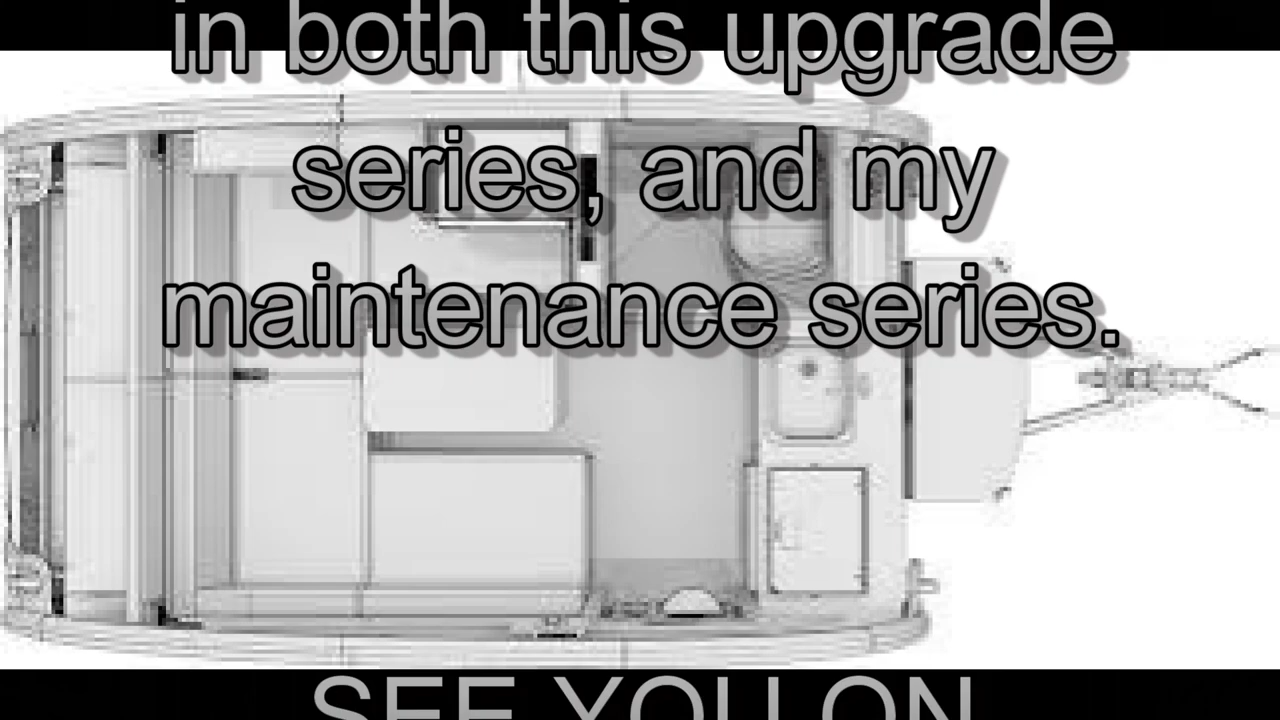 in both this upgrade
series, and my
maintenance series.
SEE YOU ON